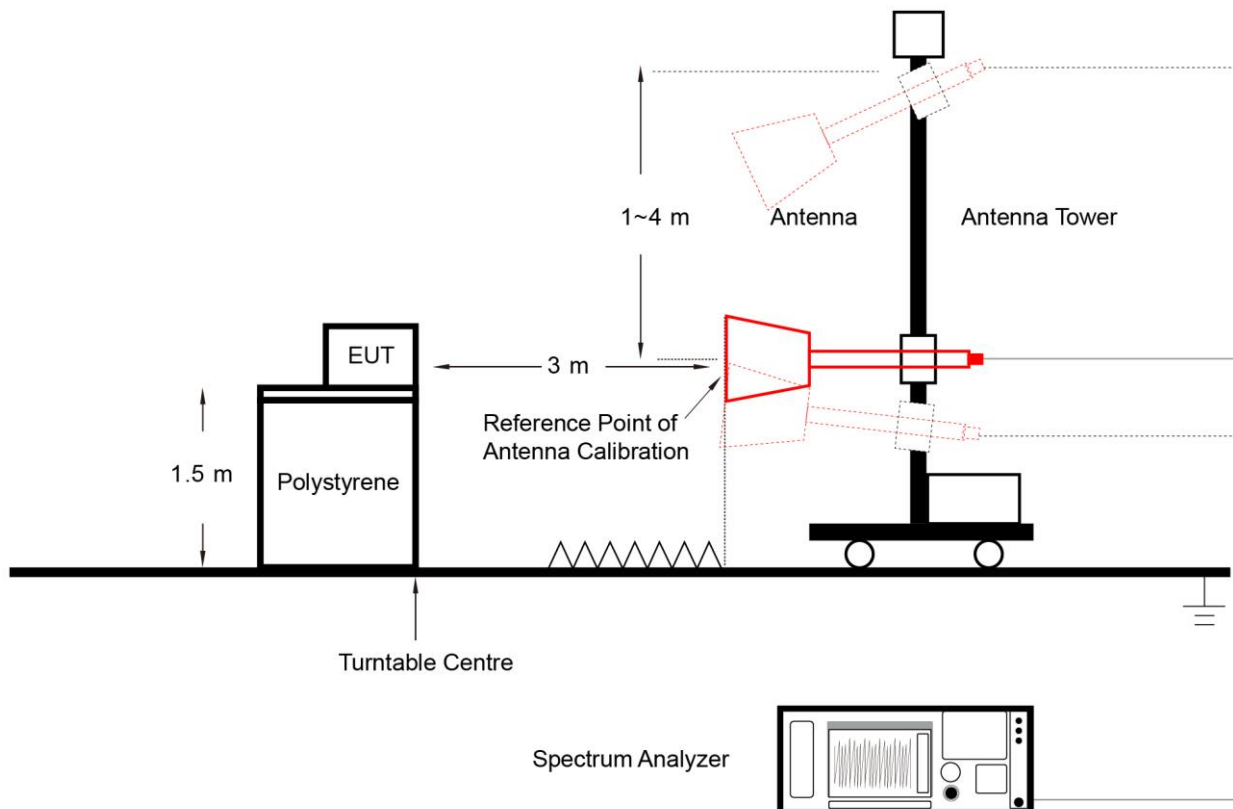 1~4 m
Antenna
Antenna Tower
EUT
3 m
Reference Point of
Antenna Calibration
1.5 m
Polystyrene
Turntable Centre
Spectrum Analyzer